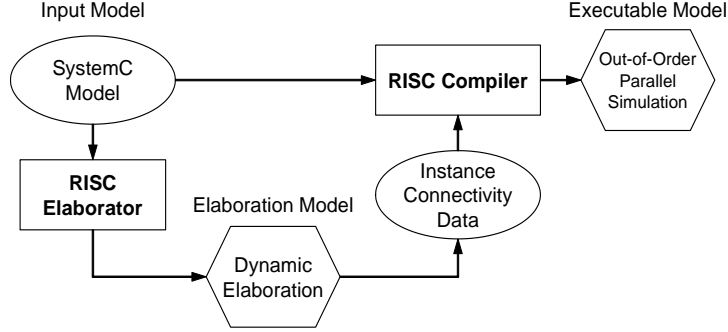 Input Model
Executable Model
SystemC
Model
RISC Compiler
Out-of-Order
Parallel
Simulation
RISC
Elaborator
Elaboration Model
Instance
Connectivity
Data
Dynamic
Elaboration